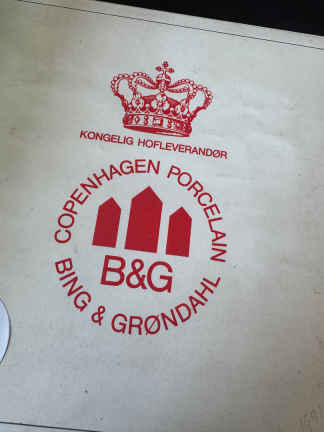 KONGELIG HOFLEVERANDØR
COPENHAGEN PORCELAIN
B&G
BING & GRØNDAHL